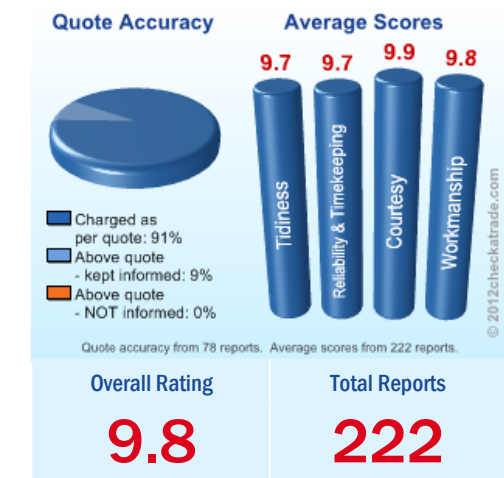 Quote Accuracy
Average Scores
9.7
9.7
9.9
9.8
Tidiness
Reliability & Timekeeping
Courtesy
Workmanship
Charged as
per quote: 91%
Above quote
- kept informed: 9%
Above quote
- NOT informed: 0%
© 2012checkatrade.com
Quote accuracy from 78 reports. Average scores from 222 reports.
Overall Rating
Total Reports
9.8
222